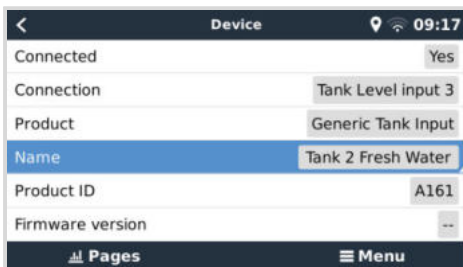 Device 09:17
Connected Yes
Connection Tank Level input 3
Product Generic Tank Input
Name Tank 2 Fresh Water
Product ID A161
Firmware version --
Pages Menu